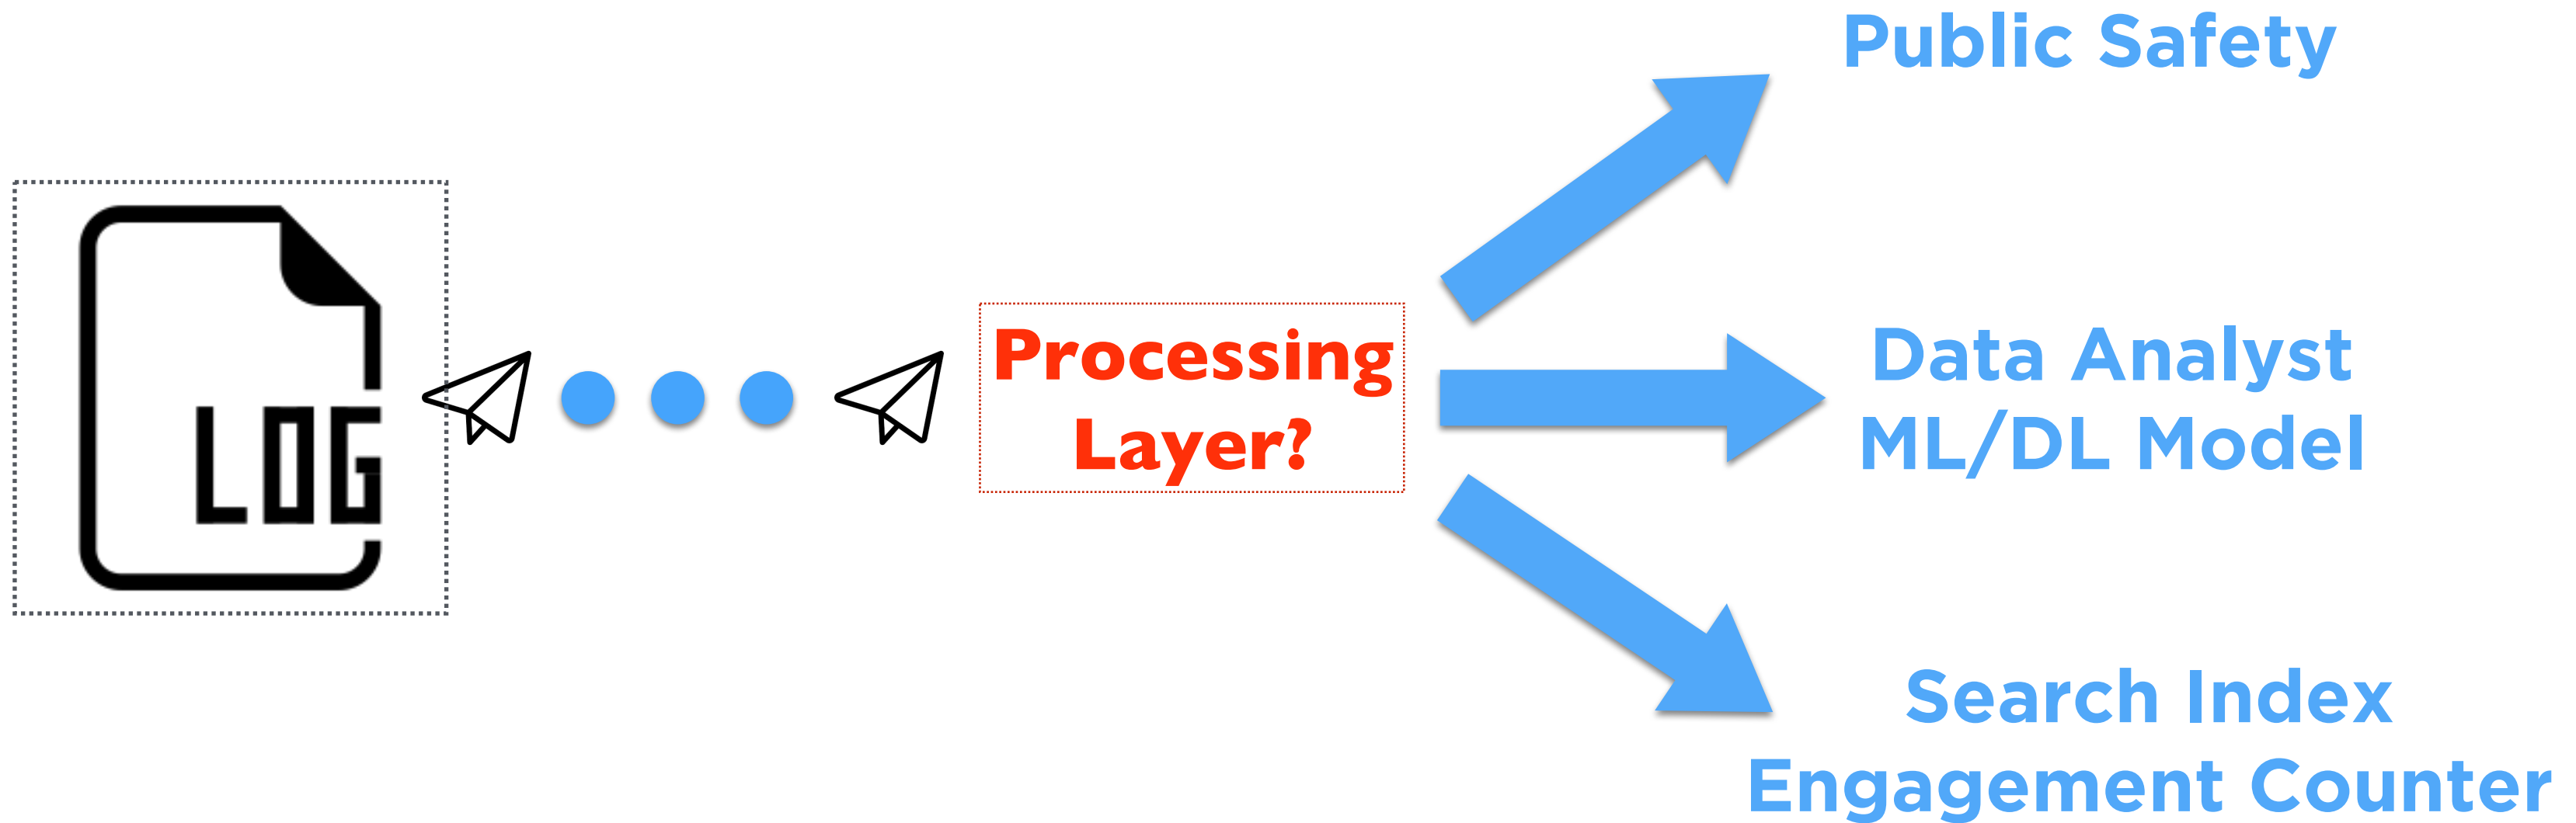 LOG
Processing
Layer?
Public Safety
Data Analyst
ML/DL Model
Search Index
Engagement Counter